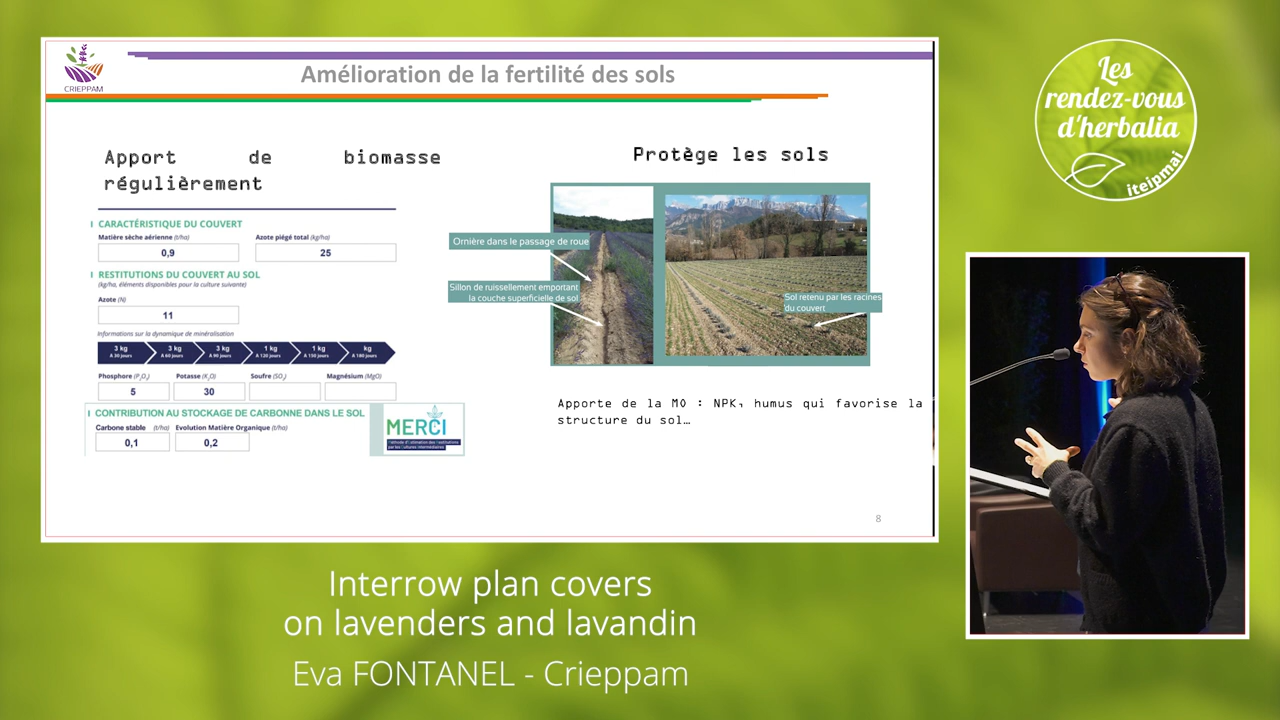 CRIEPPAM
Amélioration de la fertilité des sols
Apport de biomasse
régulièrement
CARACTÉRISTIQUE DU COUVERT
Matière sèche aérienne (t/ha) Azote piégé total (kg/ha)
0,9 25
RESTITUTIONS DU COUVERT AU SOL
(kg/ha, éléments disponibles pour la culture suivante)
Azote (N)
11
Informations sur la dynamique de minéralisation
3 kg 3 kg 3 kg 1 kg 1 kg kg
A 30 jours A 60 jours A 90 jours A 120 jours A 150 jours A 180 jours
Phosphore (P2O5) Potasse (K2O) Soufre (SO3) Magnésium (MgO)
5 30
CONTRIBUTION AU STOCKAGE DE CARBONNE DANS LE SOL
Carbone stable (t/ha) Evolution Matière Organique (t/ha)
0,1 0,2
MERCI
Protège les sols
Ornière dans le passage de roue
Sillon de ruissellement emportant
la couche superficielle de sol
Sol retenu par les racines
du couvert
Apporte de la MO : NPK, humus qui favorise la
structure du sol…
8
Les
rendez-vous
d'herbalia
iteipmai
Interrow plan covers
on lavenders and lavandin
Eva FONTANEL - Crieppam